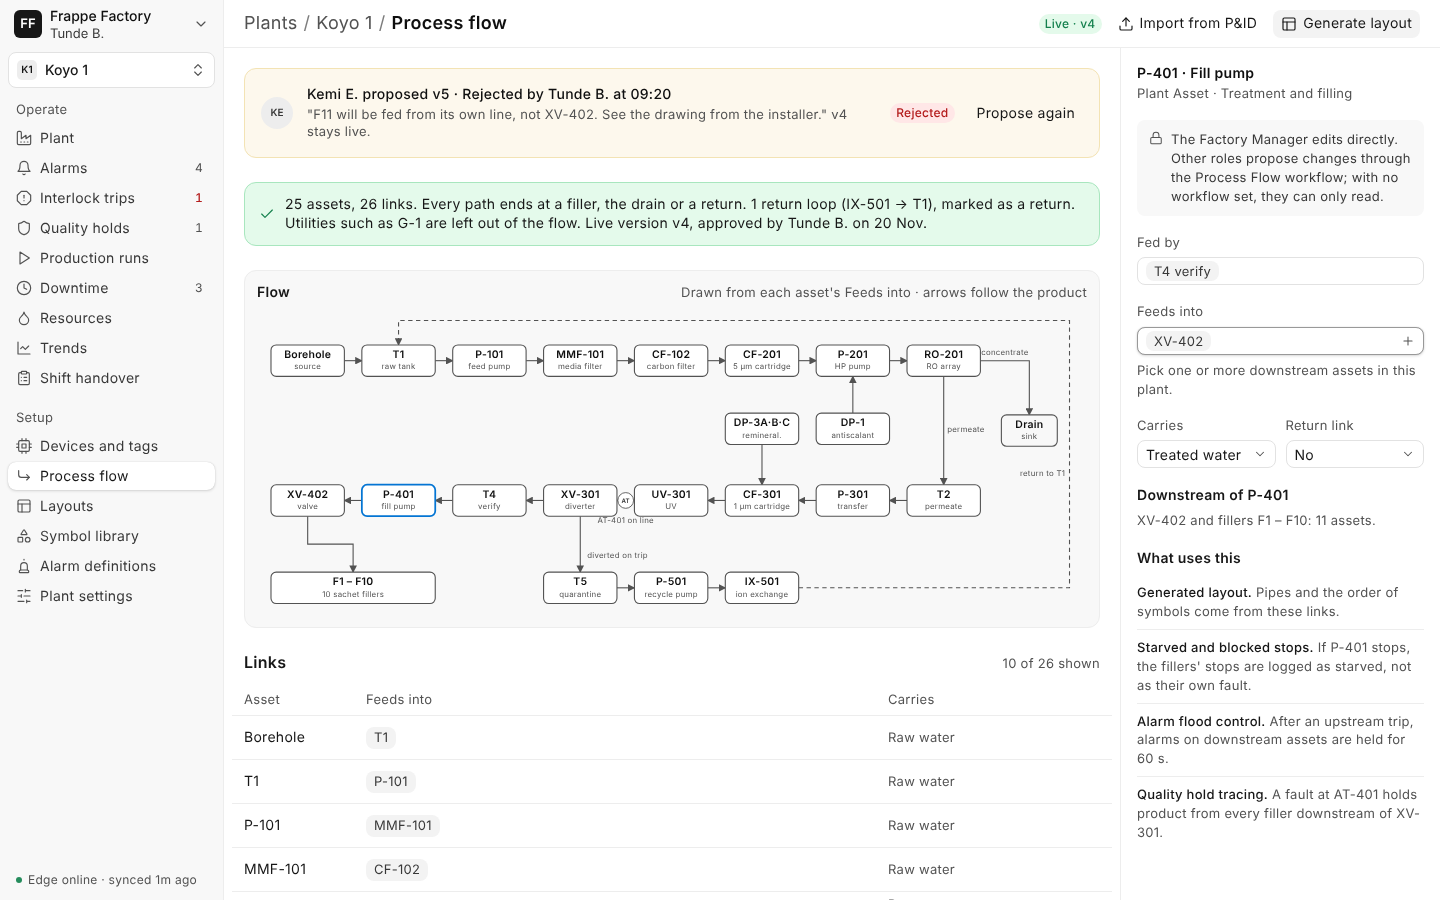 FF
Frappe Factory
Tunde B.
K1 Koyo 1
Operate
Plant
Alarms 4
Interlock trips 1
Quality holds 1
Production runs
Downtime 3
Resources
Trends
Shift handover
Setup
Devices and tags
Process flow
Layouts
Symbol library
Alarm definitions
Plant settings
Edge online · synced 1m ago
Plants / Koyo 1 / Process flow
Live · v4
Import from P&ID
Generate layout
KE
Kemi E. proposed v5 · Rejected by Tunde B. at 09:20
"F11 will be fed from its own line, not XV-402. See the drawing from the installer." v4
stays live.
Rejected
Propose again
25 assets, 26 links. Every path ends at a filler, the drain or a return. 1 return loop (IX-501 → T1), marked as a return.
Utilities such as G-1 are left out of the flow. Live version v4, approved by Tunde B. on 20 Nov.
Flow
Drawn from each asset's Feeds into · arrows follow the product
Borehole
source
T1
raw tank
P-101
feed pump
MMF-101
media filter
CF-102
carbon filter
CF-201
5 µm cartridge
P-201
HP pump
RO-201
RO array
concentrate
DP-3A·B·C
remineral.
DP-1
antiscalant
permeate
Drain
sink
return to T1
XV-402
valve
P-401
fill pump
T4
verify
XV-301
diverter
AT
UV-301
UV
CF-301
1 µm cartridge
P-301
transfer
T2
permeate
AT-401 on line
diverted on trip
F1 – F10
10 sachet fillers
T5
quarantine
P-501
recycle pump
IX-501
ion exchange
Links
10 of 26 shown
Asset Feeds into Carries
Borehole T1 Raw water
T1 P-101 Raw water
P-101 MMF-101 Raw water
MMF-101 CF-102 Raw water
P-401 · Fill pump
Plant Asset · Treatment and filling
The Factory Manager edits directly.
Other roles propose changes through
the Process Flow workflow; with no
workflow set, they can only read.
Fed by
T4 verify
Feeds into
XV-402
Pick one or more downstream assets in this
plant.
Carries Return link
Treated water No
Downstream of P-401
XV-402 and fillers F1 – F10: 11 assets.
What uses this
Generated layout. Pipes and the order of
symbols come from these links.
Starved and blocked stops. If P-401 stops,
the fillers' stops are logged as starved, not
as their own fault.
Alarm flood control. After an upstream trip,
alarms on downstream assets are held for
60 s.
Quality hold tracing. A fault at AT-401 holds
product from every filler downstream of XV-
301.